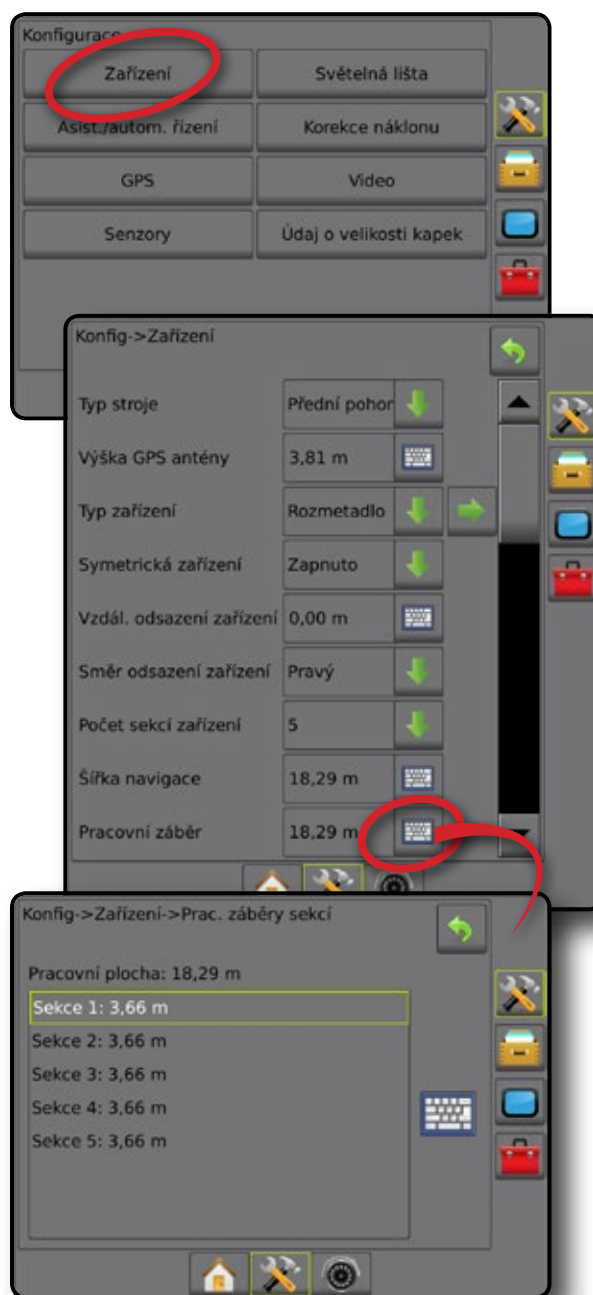 Konfigurace
Zařízení Světelná lišta
Asist./autom. řízení Korekce náklonu
GPS Video
Senzory Údaj o velikosti kapek
Konfig->Zařízení
Typ stroje Přední pohon
Výška GPS antény 3,81 m
Typ zařízení Rozmetadlo
Symetrická zařízení Zapnuto
Vzdál. odsazení zařízení 0,00 m
Směr odsazení zařízení Pravý
Počet sekcí zařízení 5
Šířka navigace 18,29 m
Pracovní záběr 18,29 m
Konfig->Zařízení->Prac. záběry sekcí
Pracovní plocha: 18,29 m
Sekce 1: 3,66 m
Sekce 2: 3,66 m
Sekce 3: 3,66 m
Sekce 4: 3,66 m
Sekce 5: 3,66 m